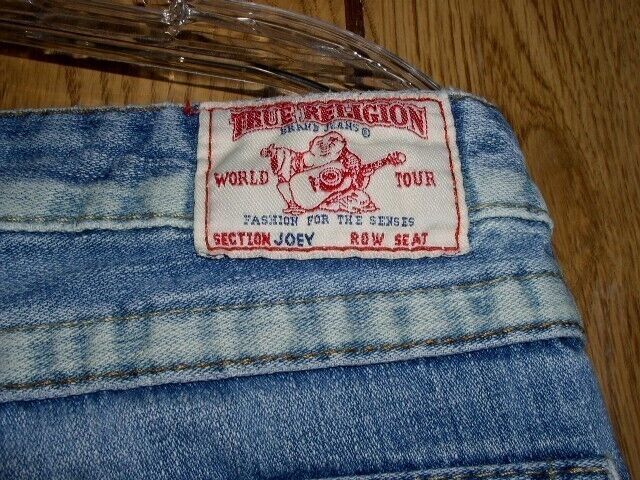 TRUE RELIGION
BRAND JEANS®
WORLD TOUR
FASHION FOR THE SENSES
SECTION JOEY ROW SEAT